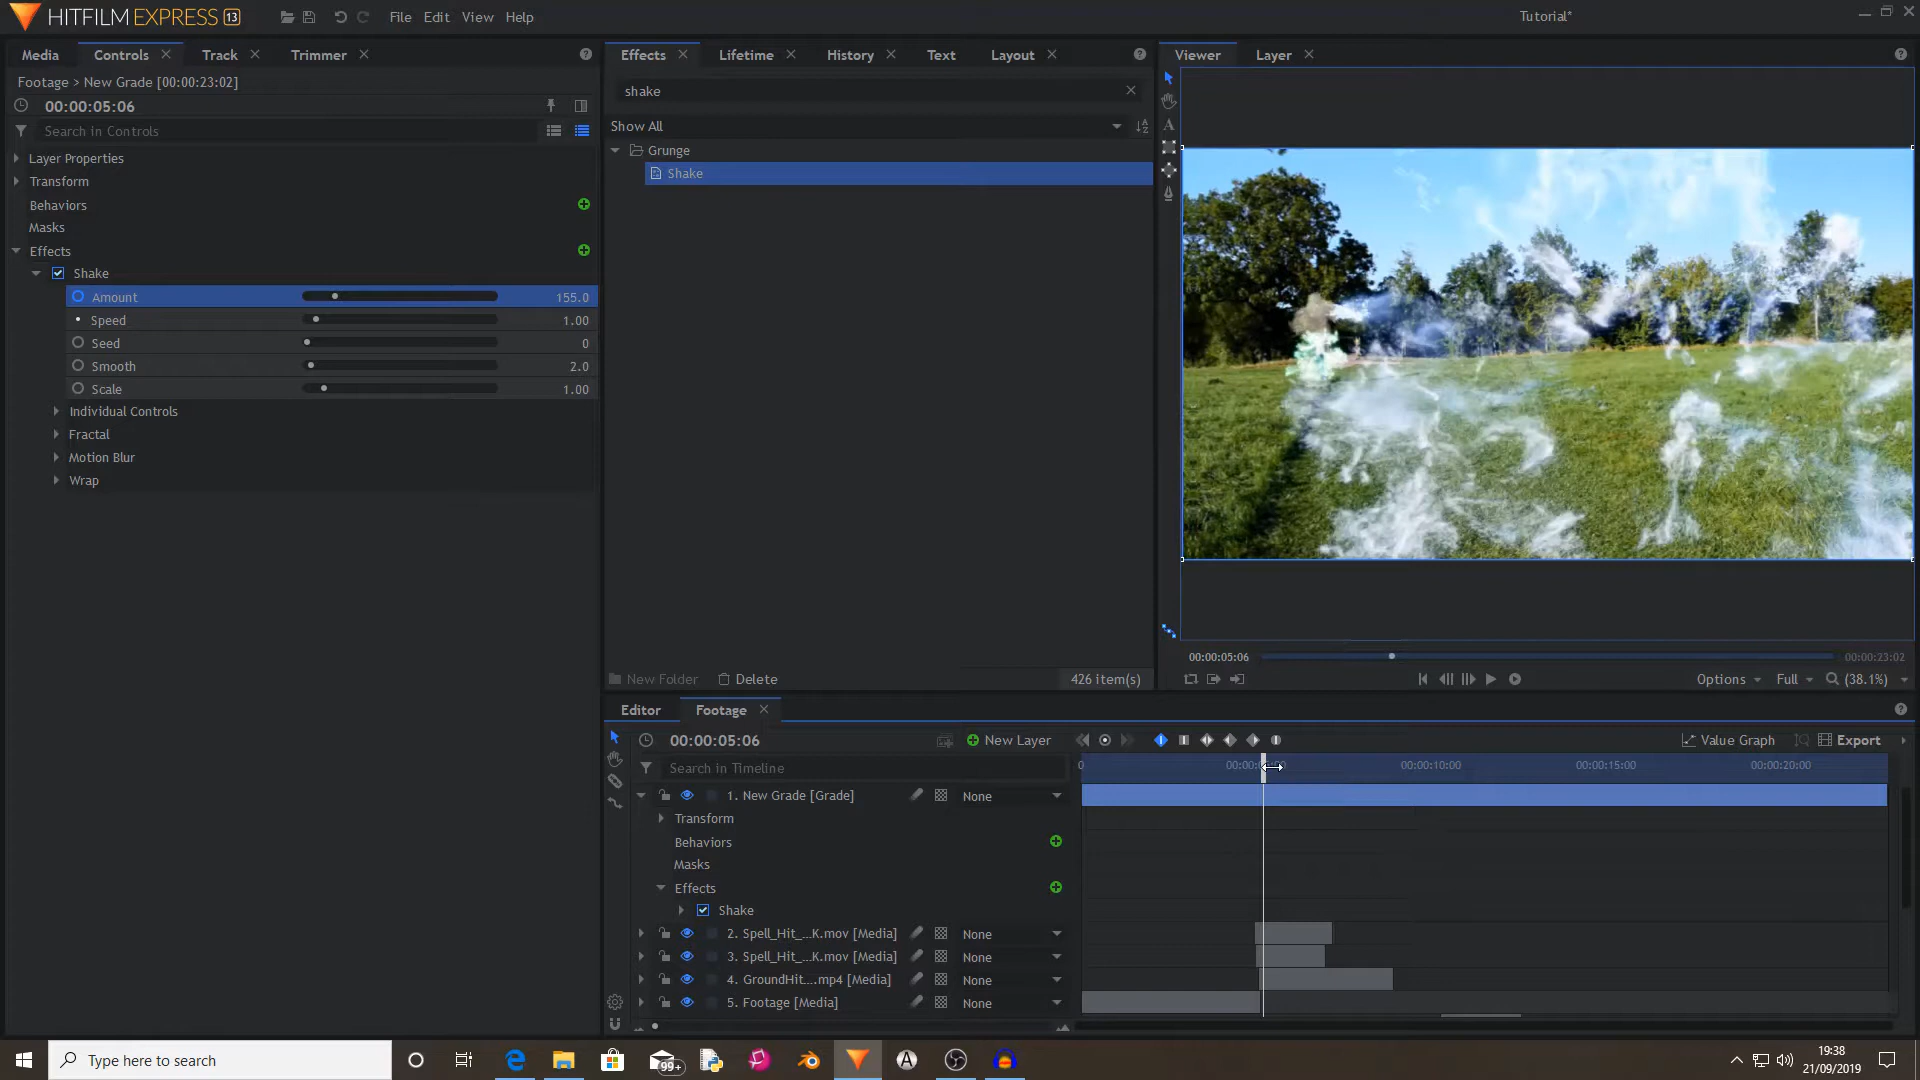 HITFILM EXPRESS 13
File Edit View Help
Tutorial*
Media Controls Track Trimmer
Footage > New Grade [00:00:23:02]
00:00:05:06
Search in Controls
Layer Properties
Transform
Behaviors
Masks
Effects
Shake
Amount 155.0
Speed 1.00
Seed 0
Smooth 2.0
Scale 1.00
Individual Controls
Fractal
Motion Blur
Wrap
Effects Lifetime History Text Layout
shake
Show All
Grunge
Shake
New Folder Delete 426 item(s)
Viewer Layer
00:00:05:06 00:00:23:02
Options Full (38.1%)
Editor Footage
00:00:05:06 New Layer Value Graph Export
Search in Timeline
0 00:00:10:00 00:00:15:00 00:00:20:00
1. New Grade [Grade] None
Transform
Behaviors
Masks
Effects
Shake
2. Spell_Hit_...K.mov [Media] None
3. Spell_Hit_...K.mov [Media] None
4. GroundHit....mp4 [Media] None
5. Footage [Media] None
Type here to search
99+
19:38
21/09/2019